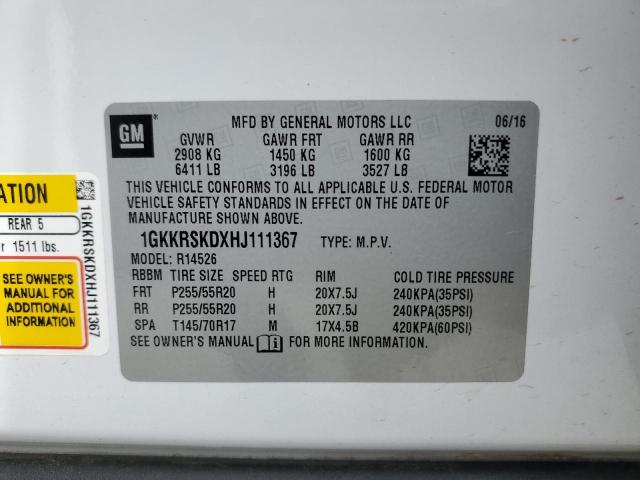 GM
MFD BY GENERAL MOTORS LLC 06/16
GVWR GAWR FRT GAWR RR
2908 KG 1450 KG 1600 KG
6411 LB 3196 LB 3527 LB
THIS VEHICLE CONFORMS TO ALL APPLICABLE U.S. FEDERAL MOTOR
VEHICLE SAFETY STANDARDS IN EFFECT ON THE DATE OF
MANUFACTURE SHOWN ABOVE.
1GKKRSKDXHJ111367 TYPE: M.P.V.
MODEL: R14526
RBBM TIRE SIZE SPEED RTG RIM COLD TIRE PRESSURE
FRT P255/55R20 H 20X7.5J 240KPA(35PSI)
RR P255/55R20 H 20X7.5J 240KPA(35PSI)
SPA T145/70R17 M 17X4.5B 420KPA(60PSI)
SEE OWNER'S MANUAL FOR MORE INFORMATION.
ATION
REAR 5
r 1511 lbs.
SEE OWNER'S
MANUAL FOR
ADDITIONAL
INFORMATION
1GKKRSKDXHJ111367